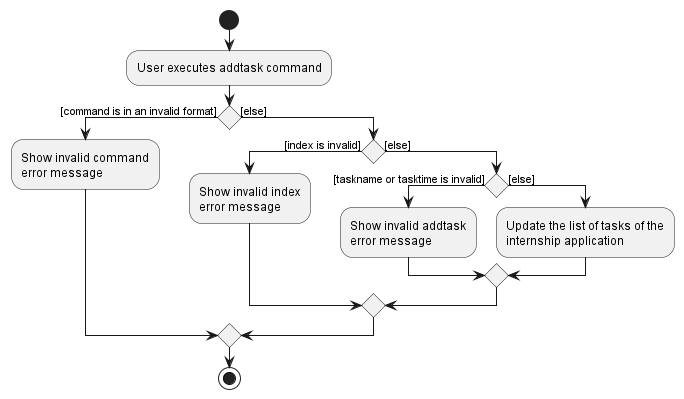 User executes addtask command
[command is in an invalid format]
[else]
Show invalid command
error message
[index is invalid]
[else]
Show invalid index
error message
[taskname or tasktime is invalid]
[else]
Show invalid addtask
error message
Update the list of tasks of the
internship application